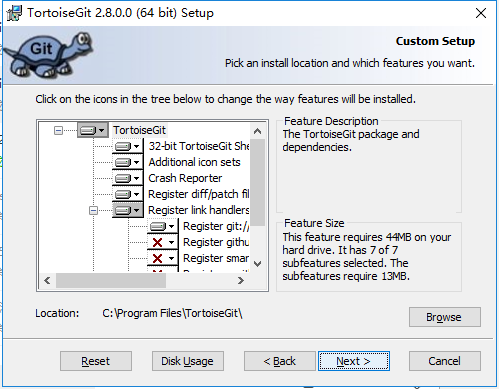 TortoiseGit 2.8.0.0 (64 bit) Setup
Git
Custom Setup
Pick an install location and which features you want.
Click on the icons in the tree below to change the way features will be installed.
TortoiseGit
32-bit TortoiseGit She
Additional icon sets
Crash Reporter
Register diff/patch fil
Register link handlers
Register git://
Register githu
Register smar
Feature Description
The TortoiseGit package and
dependencies.
Feature Size
This feature requires 44MB on your
hard drive. It has 7 of 7
subfeatures selected. The
subfeatures require 13MB.
Location: C:\Program Files\TortoiseGit\
Browse
Reset
Disk Usage
< Back
Next >
Cancel